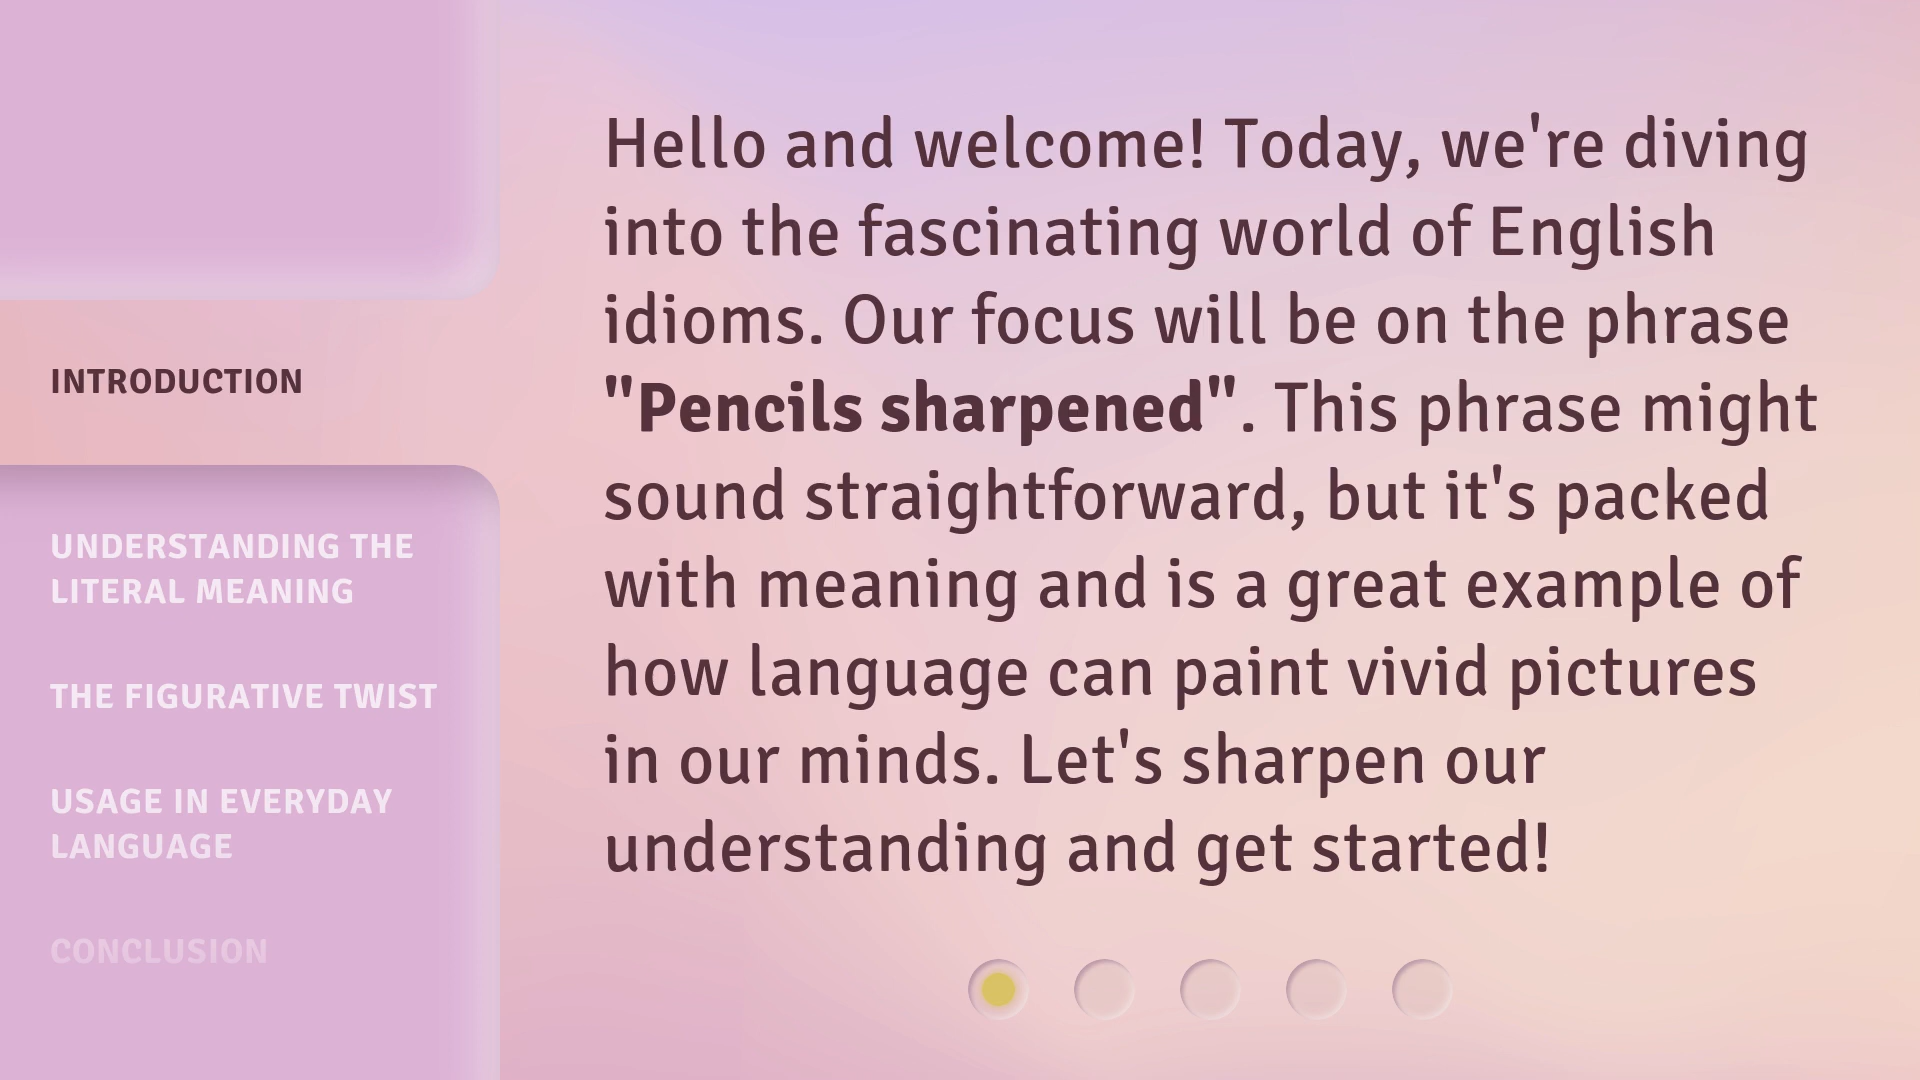 INTRODUCTION
UNDERSTANDING THE
LITERAL MEANING
THE FIGURATIVE TWIST
USAGE IN EVERYDAY
LANGUAGE
CONCLUSION
Hello and welcome! Today, we're diving
into the fascinating world of English
idioms. Our focus will be on the phrase
"Pencils sharpened". This phrase might
sound straightforward, but it's packed
with meaning and is a great example of
how language can paint vivid pictures
in our minds. Let's sharpen our
understanding and get started!